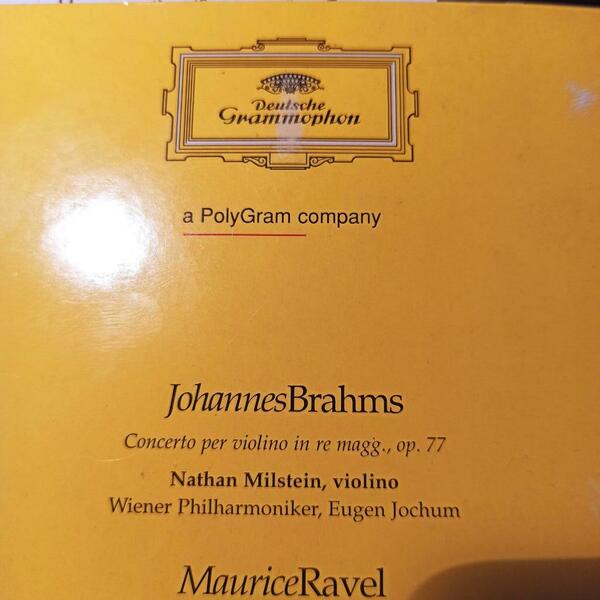 Deutsche
Grammophon
a PolyGram company
JohannesBrahms
Concerto per violino in re magg., op. 77
Nathan Milstein, violino
Wiener Philharmoniker, Eugen Jochum
MauriceRavel